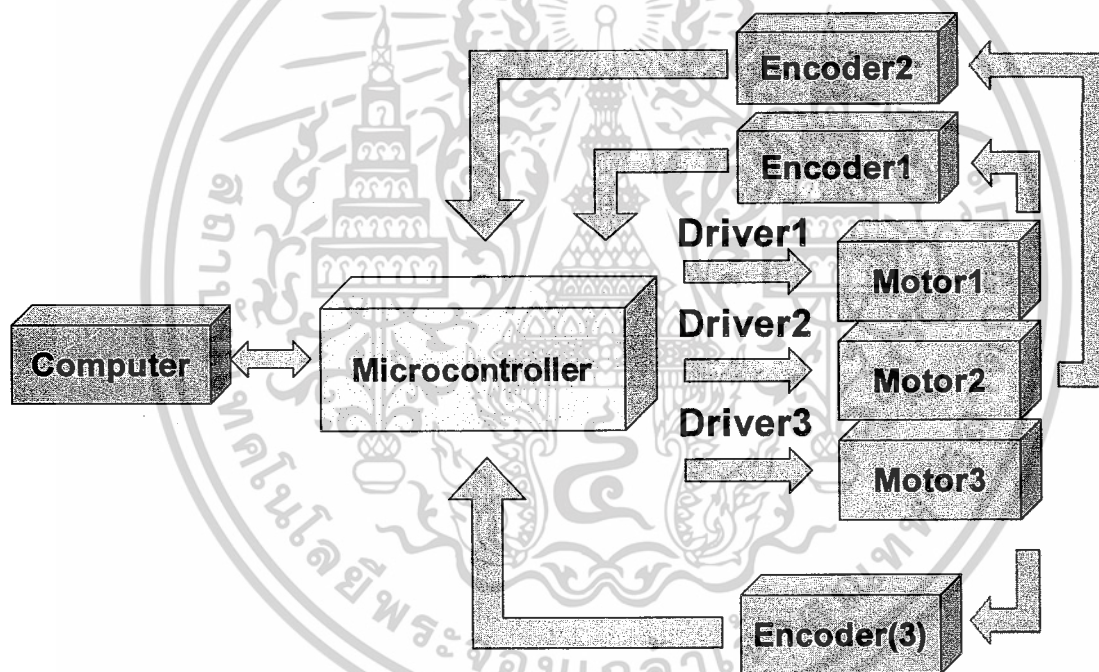 Encoder2
Encoder1
Driver1
Motor1
Driver2
Computer
Microcontroller
Motor2
Driver3
Motor3
Encoder(3)